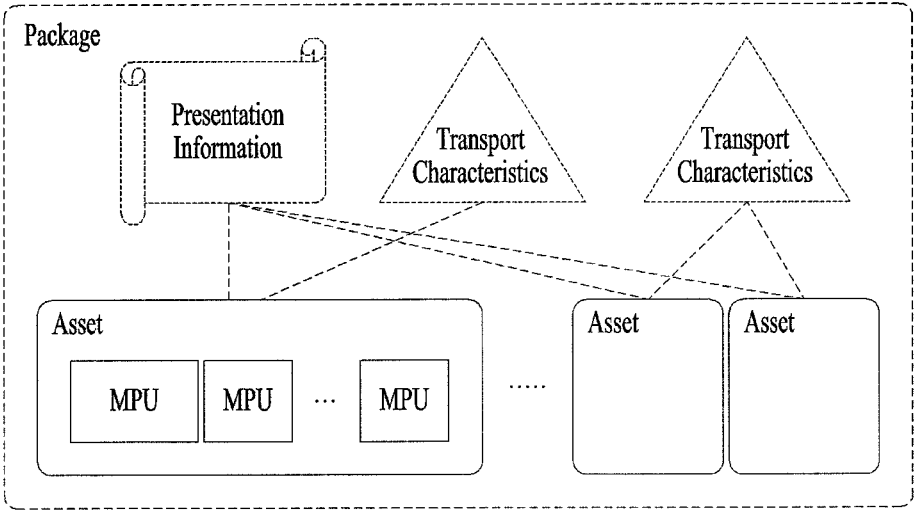 Package
Presentation
Information
Transport
Characteristics
Transport
Characteristics
Asset
MPU
MPU
...
MPU
.....
Asset
Asset